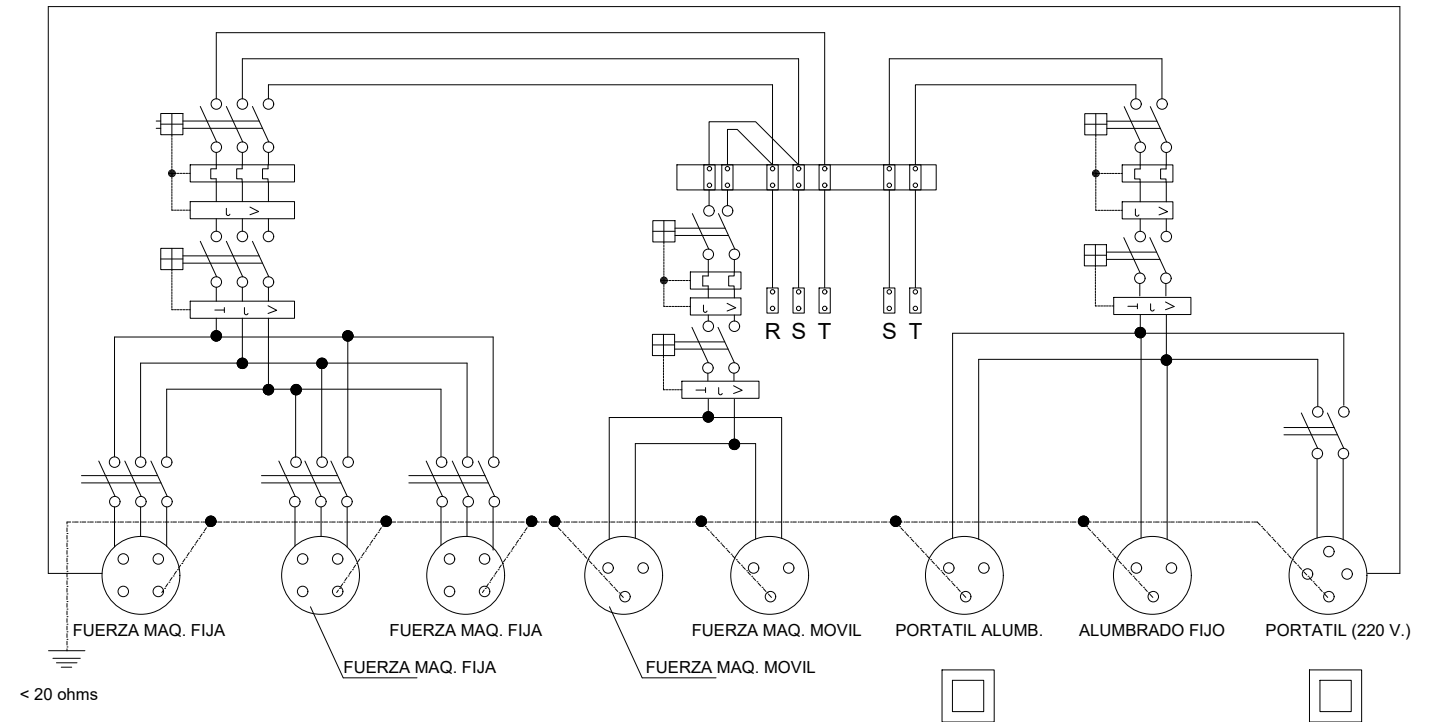 R S T S T
FUERZA MAQ. FIJA FUERZA MAQ. FIJA FUERZA MAQ. MOVIL PORTATIL ALUMB. ALUMBRADO FIJO PORTATIL (220 V.)
FUERZA MAQ. FIJA FUERZA MAQ. MOVIL
< 20 ohms